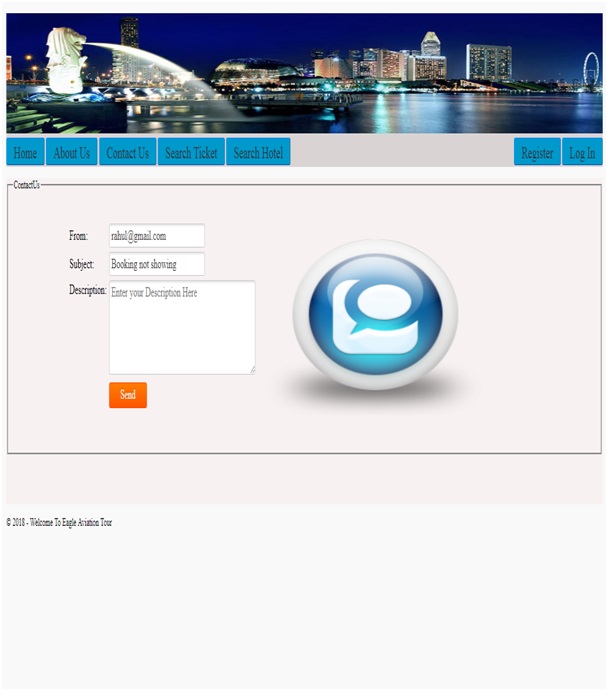 Home About Us Contact Us Search Ticket Search Hotel Register Log In
ContactUs
From: rahul@gmail.com
Subject: Booking not showing
Description: Enter your Description Here
Send
© 2018 - Welcome To Eagle Aviation Tour